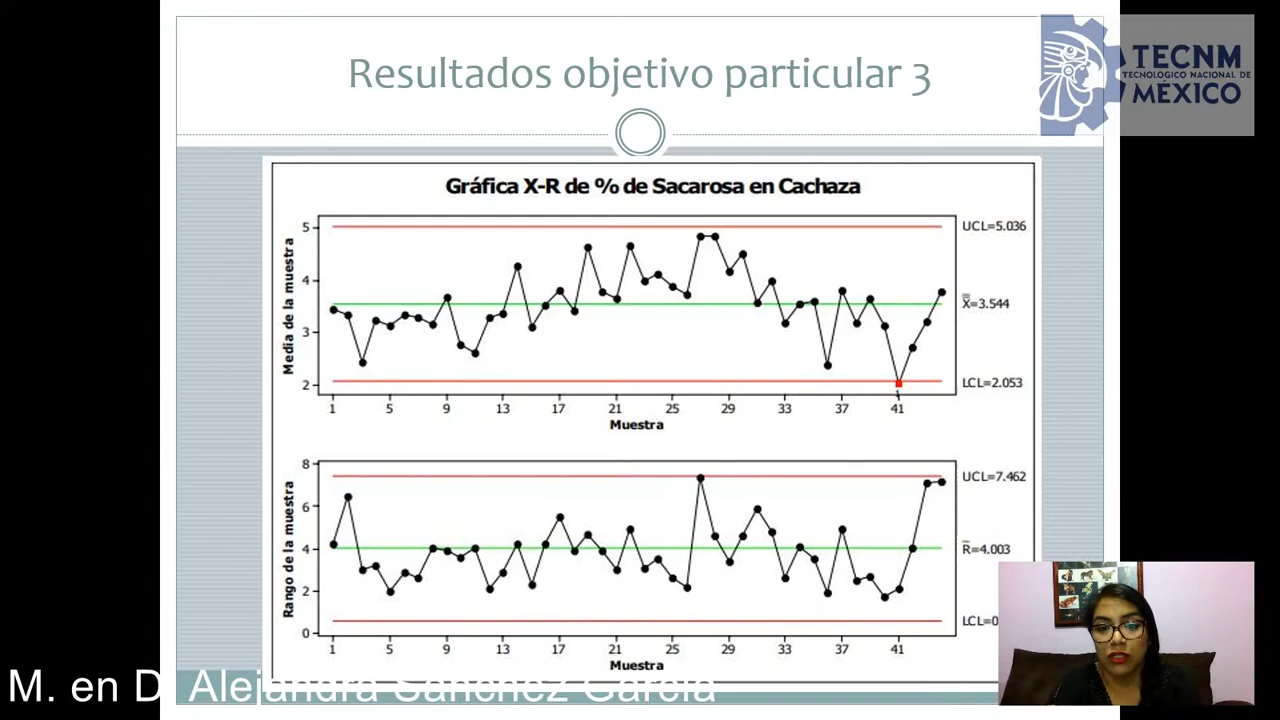 Resultados objetivo particular 3
TECNM
TECNOLÓGICO NACIONAL DE
MÉXICO
Gráfica X-R de % de Sacarosa en Cachaza
Media de la muestra
5
4
3
2
UCL=5.036
X=3.544
LCL=2.053
1 5 9 13 17 21 25 29 33 37 41
Muestra
Rango de la muestra
8
6
4
2
0
UCL=7.462
R=4.003
LCL=0
1 5 9 13 17 21 25 29 33 37 41
Muestra
M. en D. Alejandra Sánchez García